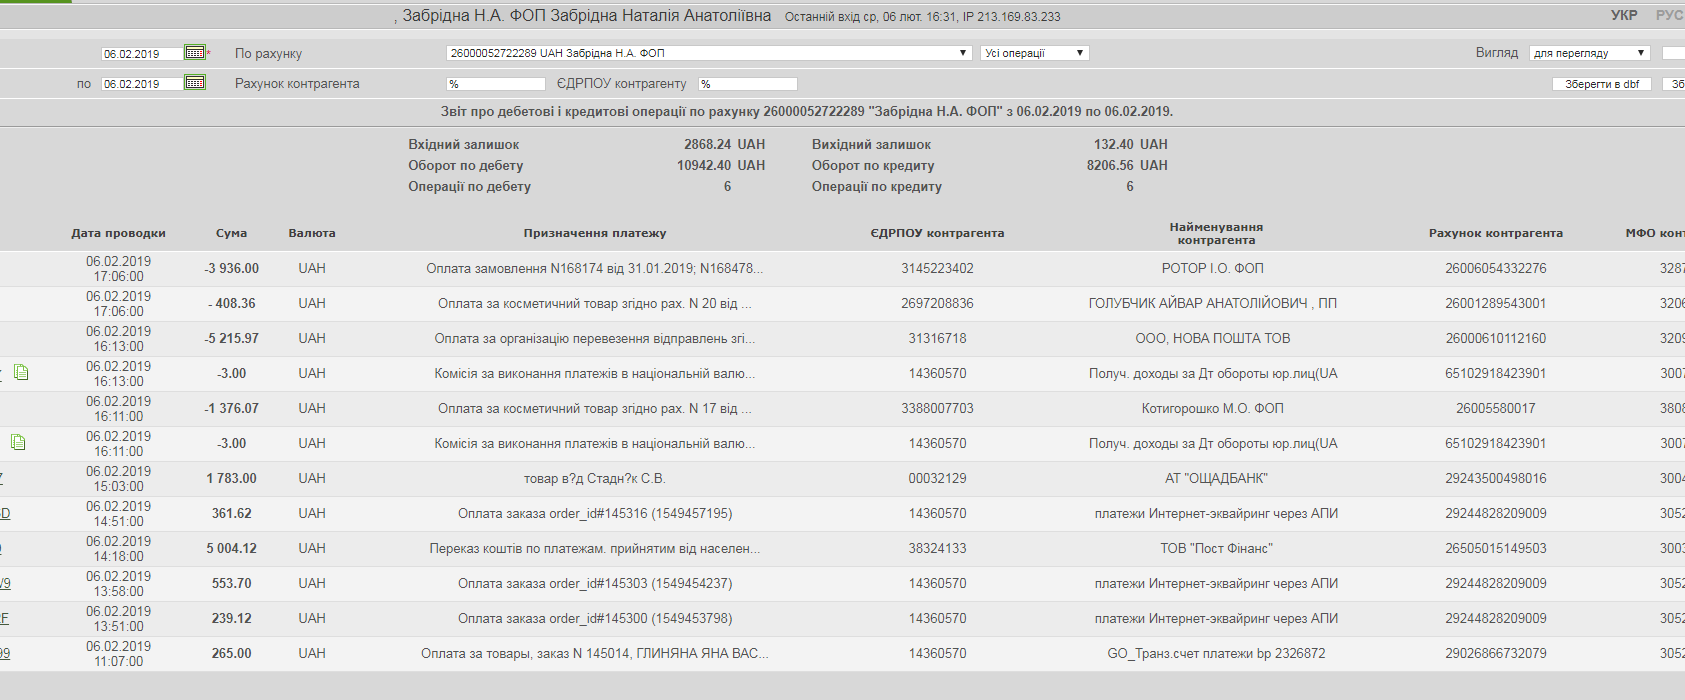 , Забрідна Н.А. ФОП Забрідна Наталія Анатоліївна Останній вхід ср, 06 лют. 16:31, IP 213.169.83.233 УКР РУС
06.02.2019 * По рахунку 26000052722289 UAH Забрідна Н.А. ФОП Усі операції Вигляд для перегляду
по 06.02.2019 Рахунок контрагента % ЄДРПОУ контрагенту % Зберегти в dbf Зб
Звіт про дебетові і кредитові операції по рахунку 26000052722289 "Забрідна Н.А. ФОП" з 06.02.2019 по 06.02.2019.
Вхідний залишок 2868.24 UAH Вихідний залишок 132.40 UAH
Оборот по дебету 10942.40 UAH Оборот по кредиту 8206.56 UAH
Операції по дебету 6 Операції по кредиту 6
Дата проводки Сума Валюта Призначення платежу ЄДРПОУ контрагента Найменування контрагента Рахунок контрагента МФО конт
06.02.2019 17:06:00 -3 936.00 UAH Оплата замовлення N168174 від 31.01.2019; N168478... 3145223402 РОТОР І.О. ФОП 26006054332276 3287
06.02.2019 17:06:00 - 408.36 UAH Оплата за косметичний товар згідно рах. N 20 від ... 2697208836 ГОЛУБЧИК АЙВАР АНАТОЛІЙОВИЧ , ПП 26001289543001 3206
06.02.2019 16:13:00 -5 215.97 UAH Оплата за організацію перевезення відправлень згі... 31316718 ООО, НОВА ПОШТА ТОВ 26000610112160 3209
06.02.2019 16:13:00 -3.00 UAH Комісія за виконання платежів в національній валю... 14360570 Получ. доходы за Дт обороты юр.лиц(UA 65102918423901 3007
06.02.2019 16:11:00 -1 376.07 UAH Оплата за косметичний товар згідно рах. N 17 від ... 3388007703 Котигорошко М.О. ФОП 26005580017 3808
06.02.2019 16:11:00 -3.00 UAH Комісія за виконання платежів в національній валю... 14360570 Получ. доходы за Дт обороты юр.лиц(UA 65102918423901 3007
06.02.2019 15:03:00 1 783.00 UAH товар в?д Стадн?к С.В. 00032129 АТ "ОЩАДБАНК" 29243500498016 3004
06.02.2019 14:51:00 361.62 UAH Оплата заказа order_id#145316 (1549457195) 14360570 платежи Интернет-эквайринг через АПИ 29244828209009 3052
06.02.2019 14:18:00 5 004.12 UAH Переказ коштів по платежам. прийнятим від населен... 38324133 ТОВ "Пост Фінанс" 26505015149503 3003
/9 06.02.2019 13:58:00 553.70 UAH Оплата заказа order_id#145303 (1549454237) 14360570 платежи Интернет-эквайринг через АПИ 29244828209009 3052
06.02.2019 13:51:00 239.12 UAH Оплата заказа order_id#145300 (1549453798) 14360570 платежи Интернет-эквайринг через АПИ 29244828209009 3052
99 06.02.2019 11:07:00 265.00 UAH Оплата за товары, заказ N 145014, ГЛИНЯНА ЯНА ВАС... 14360570 GO_Транз.счет платежи bp 2326872 29026866732079 3052